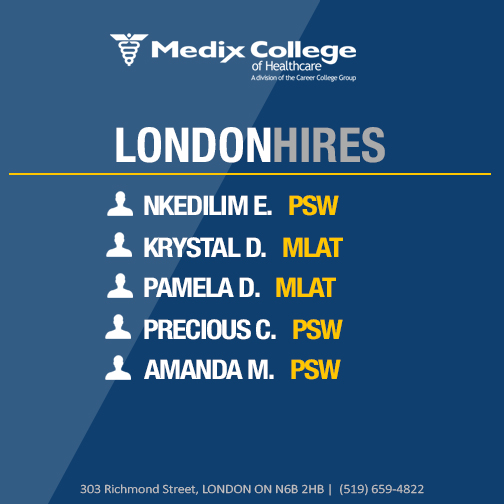 Medix College
of Healthcare
A division of the Career College Group
LONDONHIRES
NKEDILIM E. PSW
KRYSTAL D. MLAT
PAMELA D. MLAT
PRECIOUS C. PSW
AMANDA M. PSW
303 Richmond Street, LONDON ON N6B 2HB | (519) 659-4822